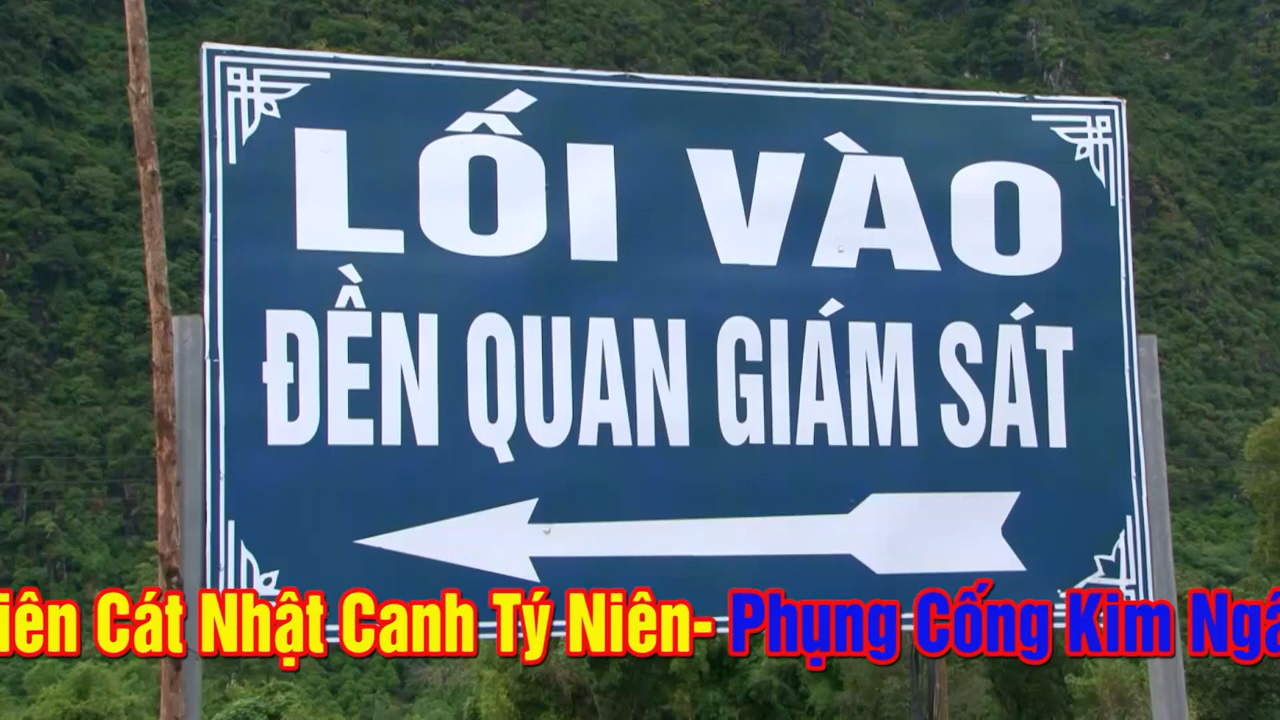 LỐI VÀO
ĐỀN QUAN GIÁM SÁT
Cát Nhật Canh Tý Niên- Phụng Cống Kim